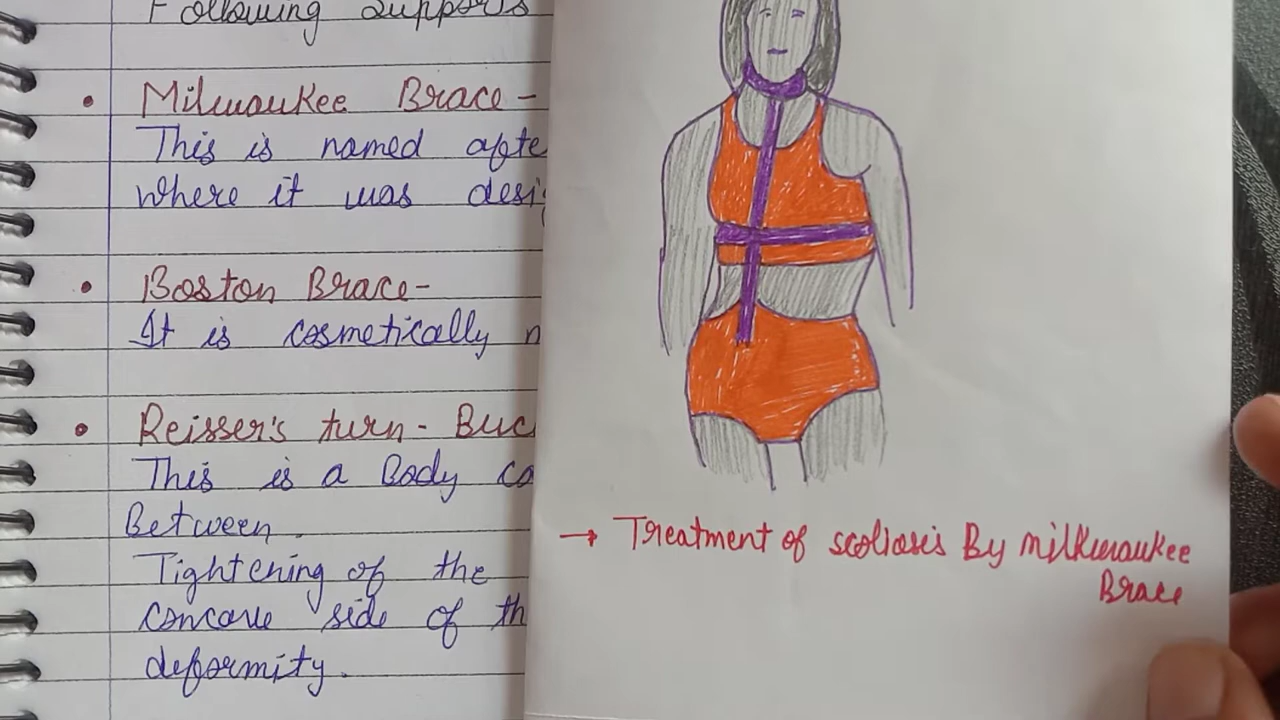 Following Supports
• Milwaukee Brace-
This is named afte
where it was desi
• Boston Brace-
It is cosmetically
• Reisser's turn- Buc
This is a Body co
Between.
Tightening of the
concave side of th
deformity.
→ Treatment of scoliosis By milkwaukee
Brace